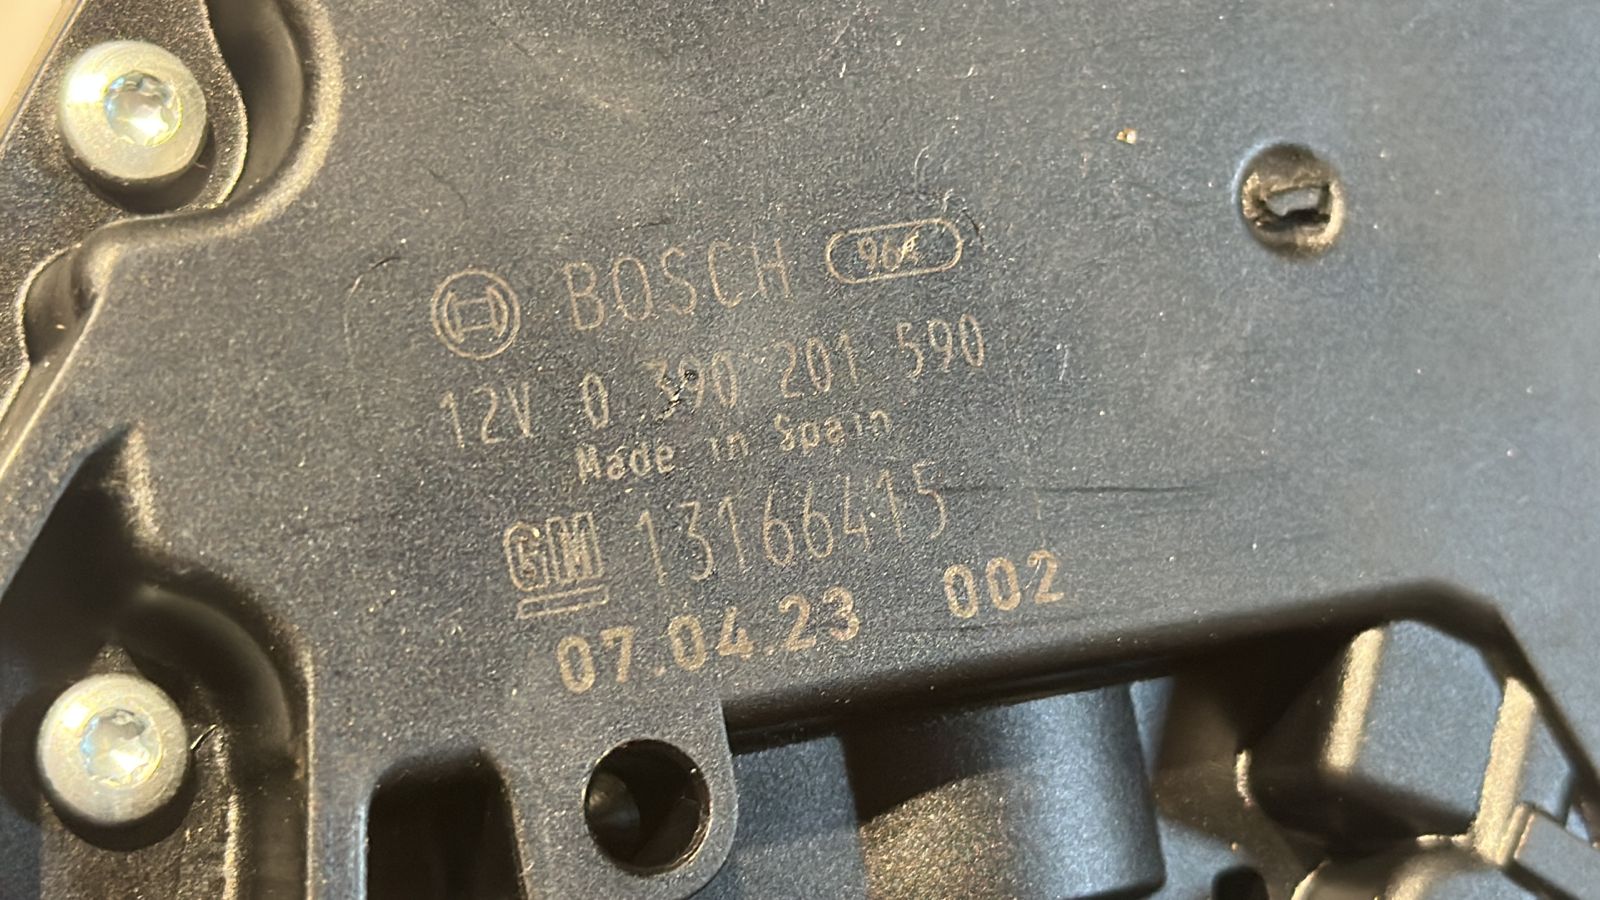 BOSCH 964
12V 0 390 201 590
Made in Spain
GM 13166415
07.04.23 002